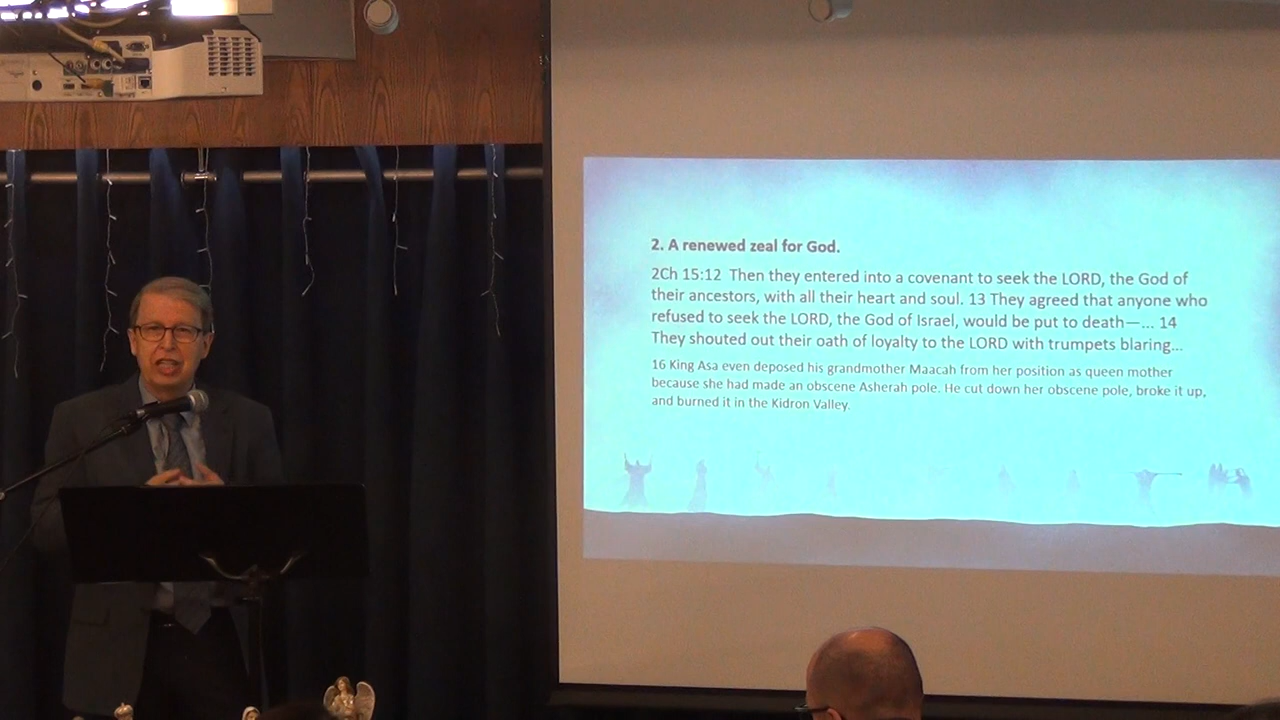 2. A renewed zeal for God.
2Ch 15:12 Then they entered into a covenant to seek the LORD, the God of
their ancestors, with all their heart and soul. 13 They agreed that anyone who
refused to seek the LORD, the God of Israel, would be put to death—... 14
They shouted out their oath of loyalty to the LORD with trumpets blaring...
16 King Asa even deposed his grandmother Maacah from her position as queen mother
because she had made an obscene Asherah pole. He cut down her obscene pole, broke it up,
and burned it in the Kidron Valley.